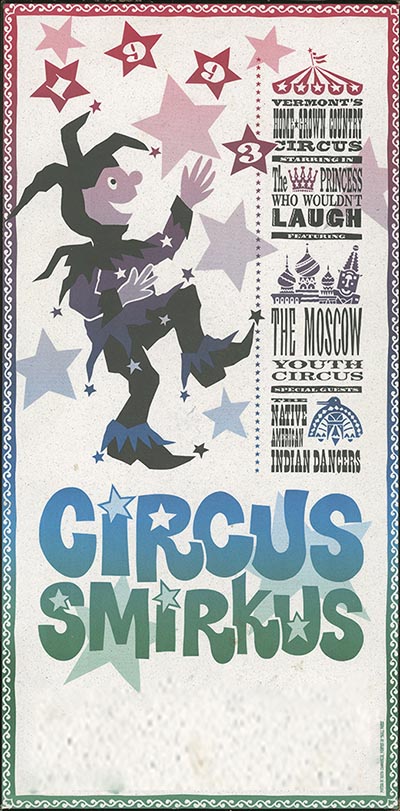 1 9 9 3
VERMONT'S
HOME★GROWN COUNTRY
CIRCUS
STARRING IN
The PRINCESS
WHO WOULDN'T
LAUGH
FEATURING
THE MOSCOW
YOUTH
CIRCUS
SPECIAL GUESTS
THE
NATIVE
AMERICAN
INDIAN DANCERS
CIRCUS
SMIRKUS